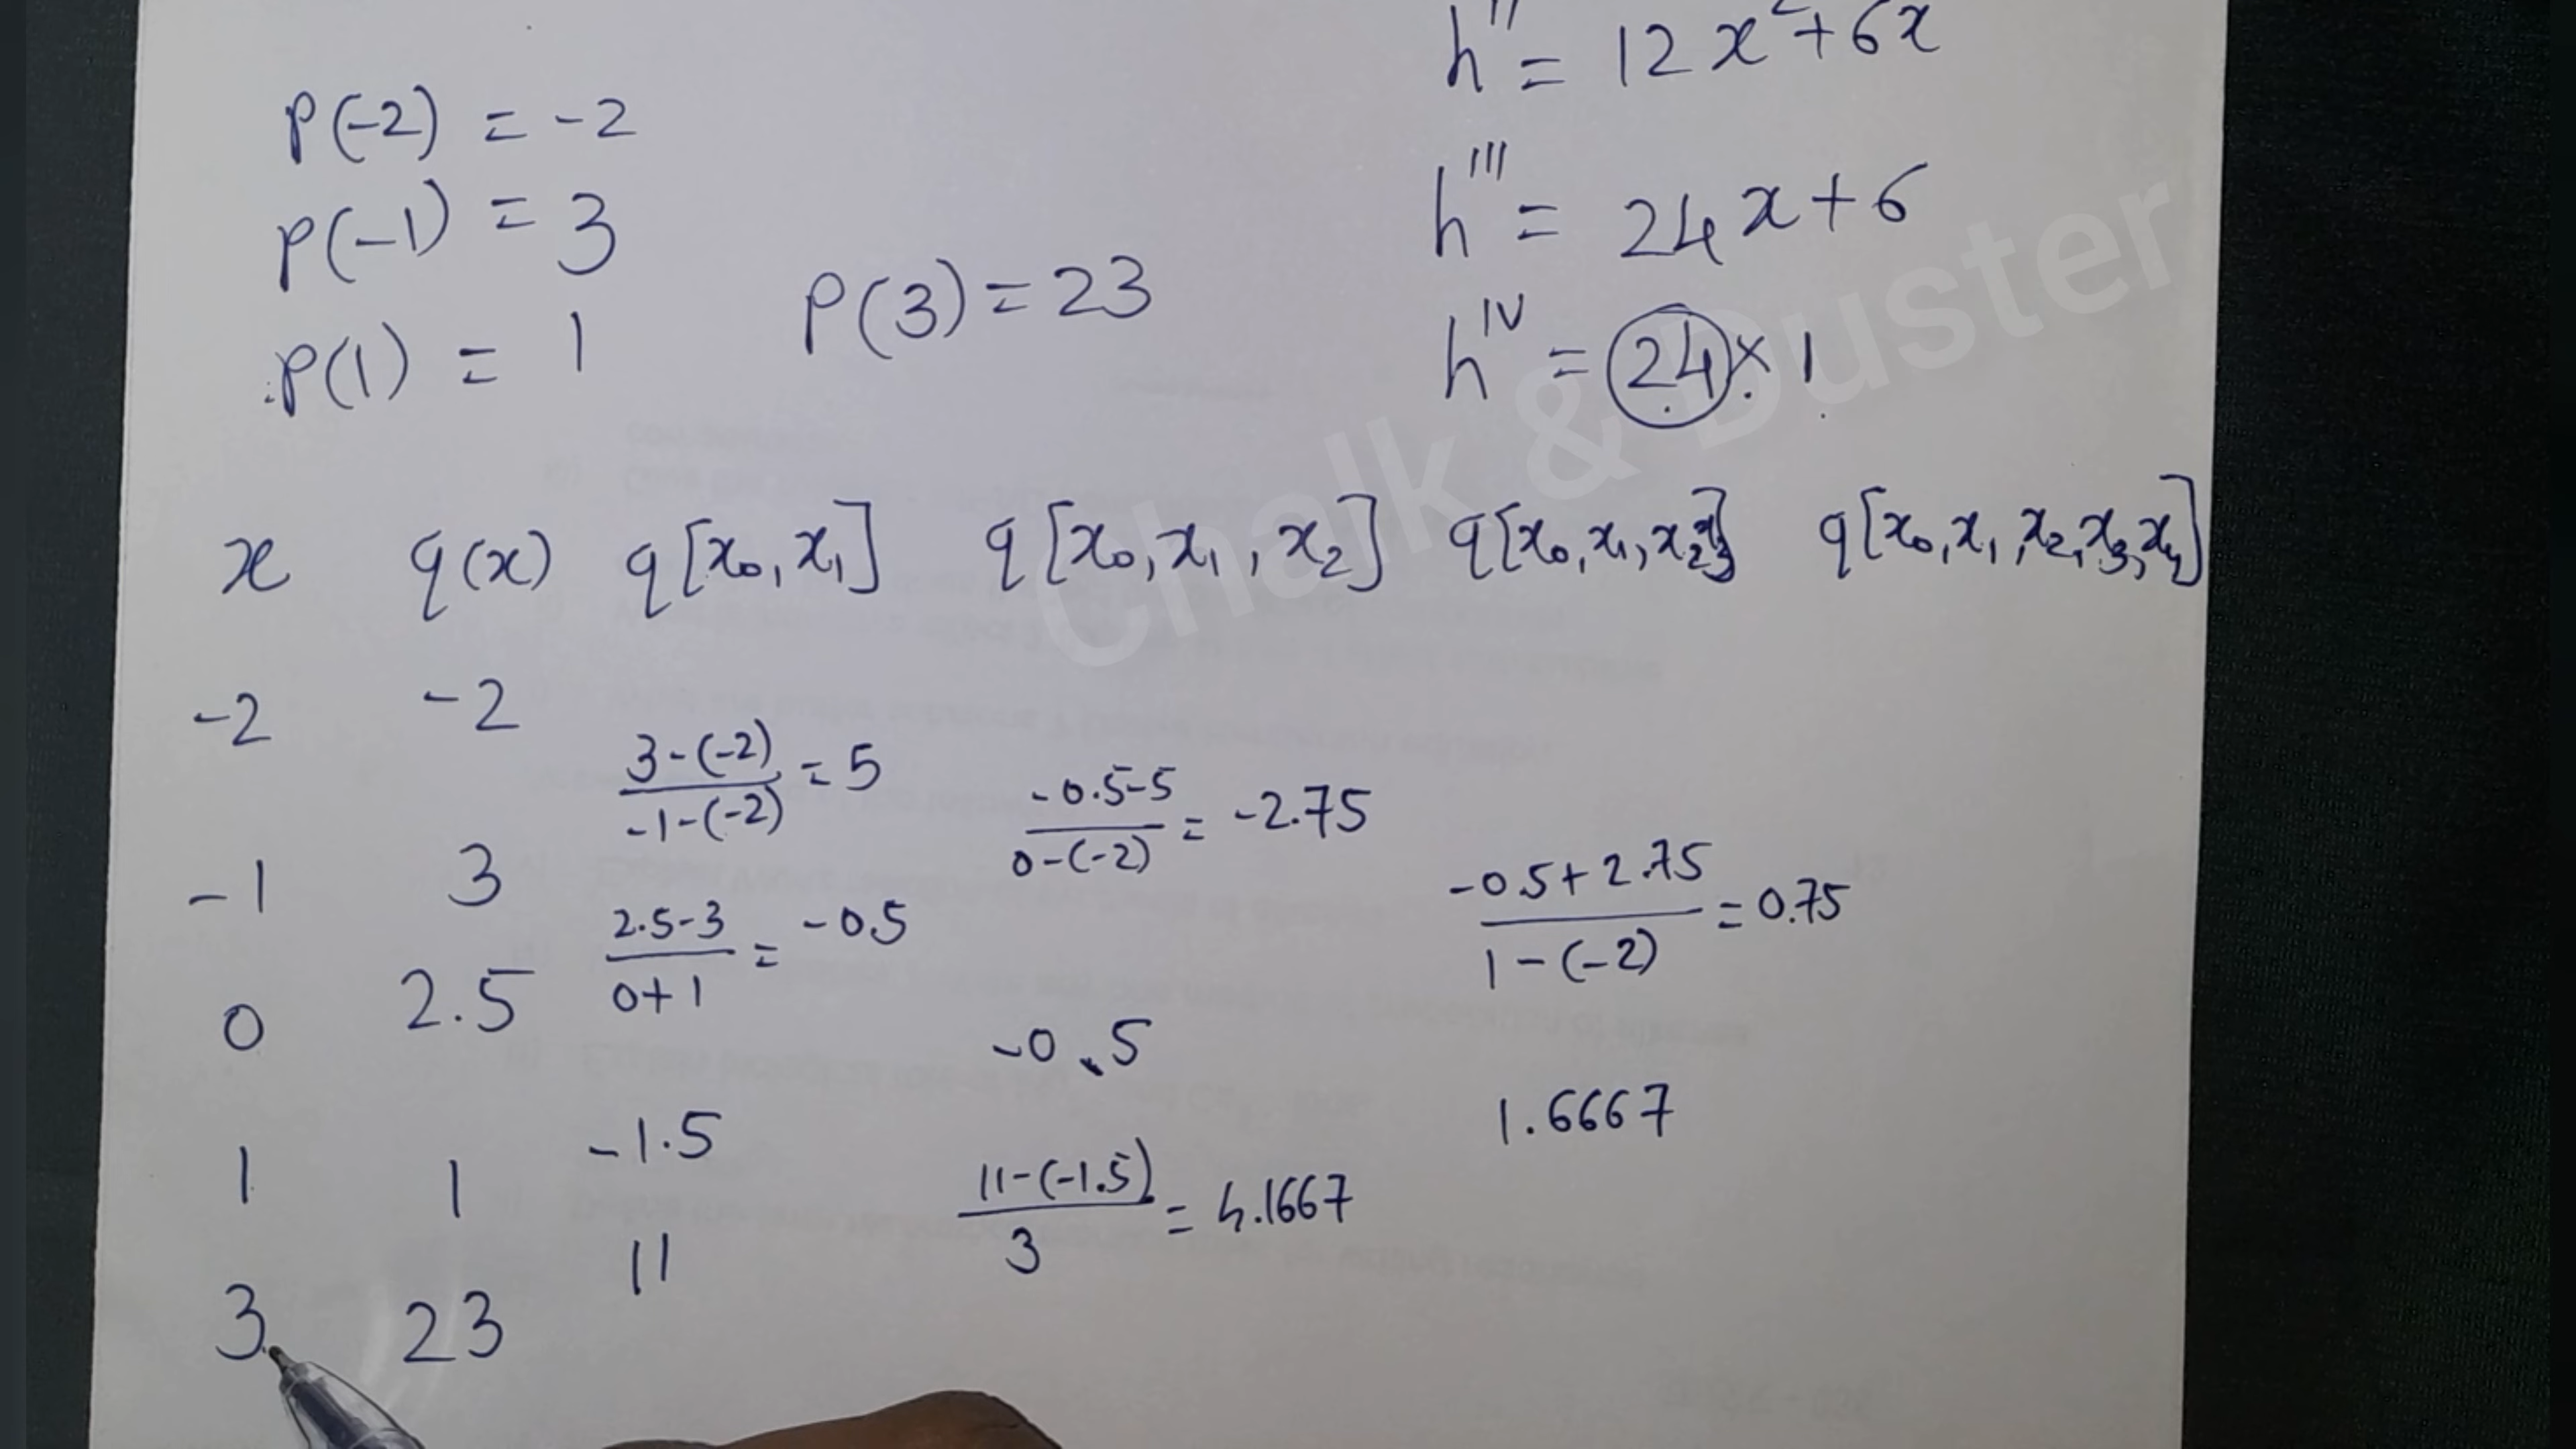 h'' = 12x²+6x
p(-2) = -2
h''' = 24x+6
p(-1) = 3
p(3) = 23
h^IV = 24 × 1
p(1) = 1
Chalk & Duster
x q(x) q[x₀,x₁] q[x₀,x₁,x₂] q[x₀,x₁,x₂,x₃] q[x₀,x₁,x₂,x₃,x₄]
-2 -2
3-(-2)/-1-(-2) = 5
-0.5-5/0-(-2) = -2.75
-1 3
-0.5+2.75/1-(-2) = 0.75
2.5-3/0+1 = -0.5
0 2.5
-0.5
1.6667
-1.5
1 1
11-(-1.5)/3 = 4.1667
11
3 23